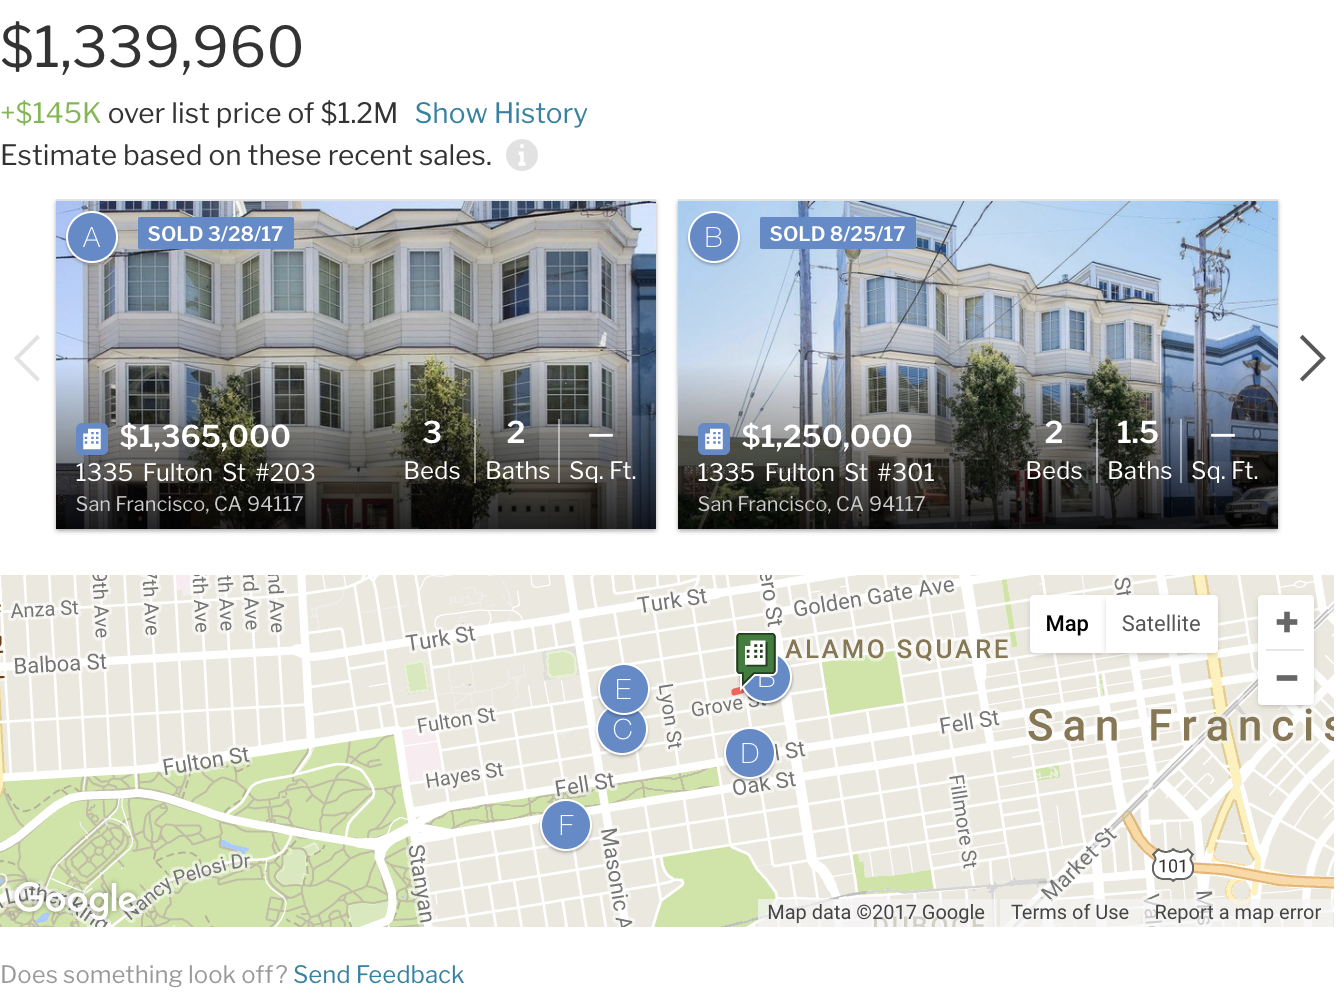 $1,339,960
+$145K over list price of $1.2M Show History
Estimate based on these recent sales. i
A SOLD 3/28/17
$1,365,000
1335 Fulton St #203
San Francisco, CA 94117
3 Beds
2 Baths
— Sq. Ft.
B SOLD 8/25/17
$1,250,000
1335 Fulton St #301
San Francisco, CA 94117
2 Beds
1.5 Baths
— Sq. Ft.
Anza St
Balboa St
7th Ave
Turk St
Turk St
Golden Gate Ave
ALAMO SQUARE
Map Satellite
+
−
E
C
B
D
F
Lyon St
Grove St
Fulton St
Fulton St
Hayes St
Fell St
Fell St
Oak St
San Francis
Fillmore St
Market St
101
Stanyan
Masonic A
Nancy Pelosi Dr
Google
Map data ©2017 Google Terms of Use Report a map error
Does something look off? Send Feedback